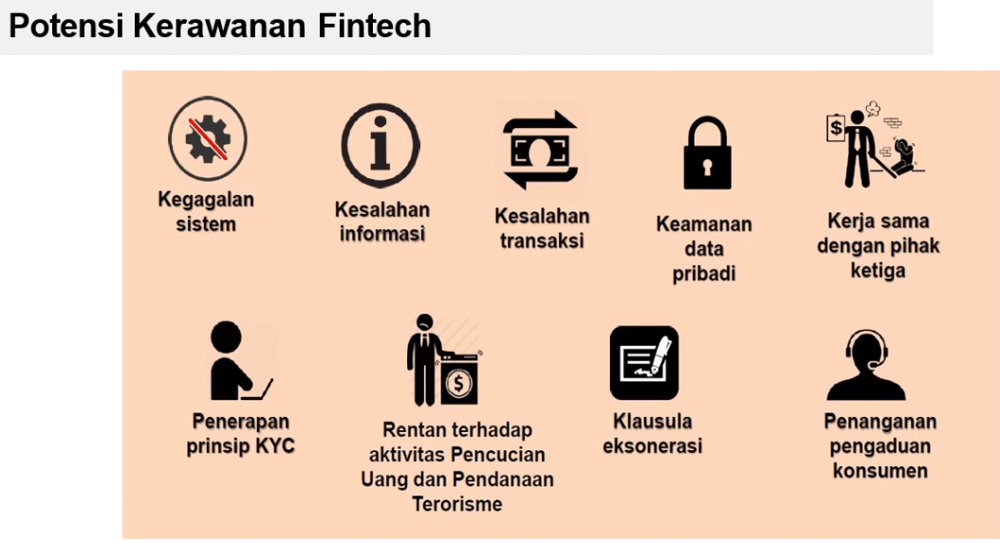 Potensi Kerawanan Fintech
Kegagalan
sistem
Kesalahan
informasi
Kesalahan
transaksi
Keamanan
data
pribadi
$
Kerja sama
dengan pihak
ketiga
Penerapan
prinsip KYC
$
Rentan terhadap
aktivitas Pencucian
Uang dan Pendanaan
Terorisme
Klausula
eksonerasi
Penanganan
pengaduan
konsumen